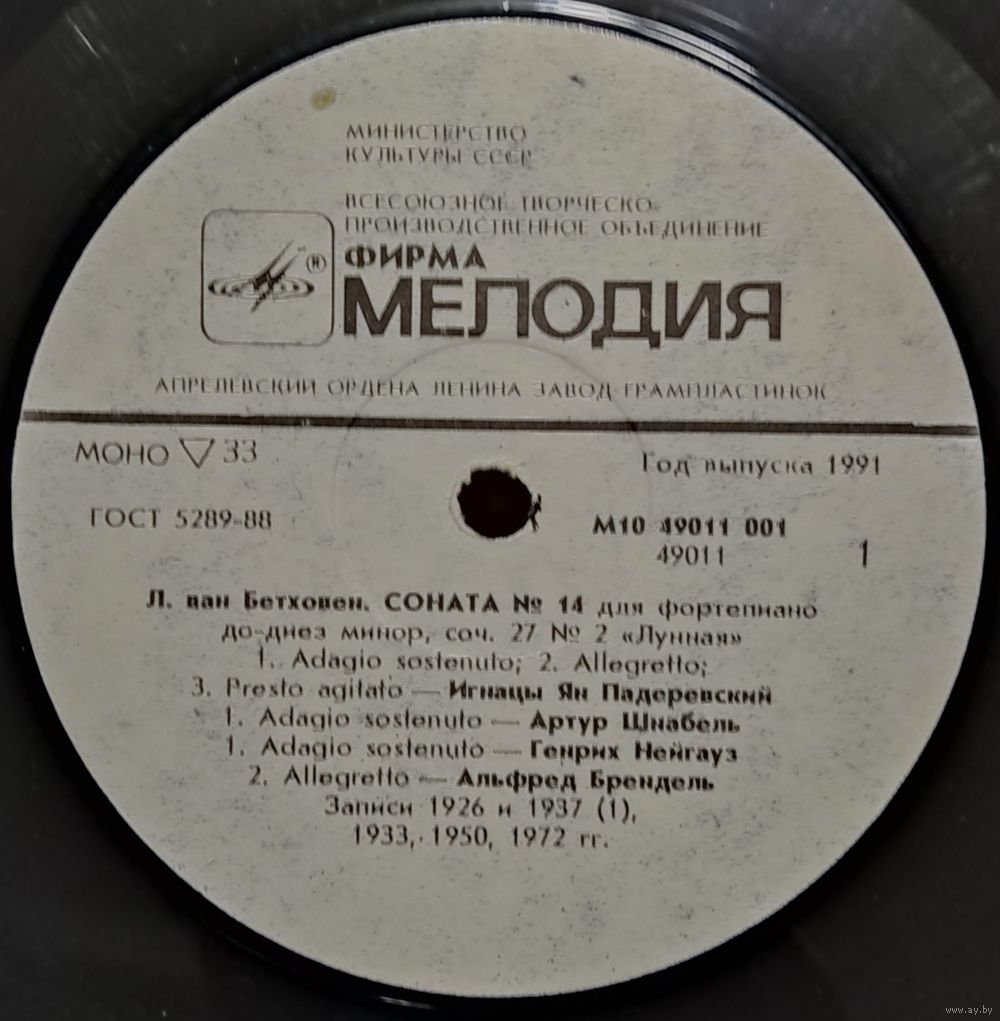 МИНИСТЕРСТВО
КУЛЬТУРЫ СССР
ВСЕСОЮЗНОЕ ТВОРЧЕСКО-
ПРОИЗВОДСТВЕННОЕ ОБЪЕДИНЕНИЕ
®
ФИРМА
МЕЛОДИЯ
АПРЕЛЕВСКИЙ ОРДЕНА ЛЕНИНА ЗАВОД ГРАМПЛАСТИНОК
МОНО ▽ 33
Год выпуска 1991
ГОСТ 5289-88
М10 49011 001
49011
1
Л. ван Бетховен. СОНАТА № 14 для фортепиано
до-диез минор, соч. 27 № 2 «Лунная»
1. Adagio sostenuto; 2. Allegretto;
3. Presto agitato — Игнацы Ян Падеревский
1. Adagio sostenuto — Артур Шнабель
1. Adagio sostenuto — Генрих Нейгауз
2. Allegretto — Альфред Брендель
Записи 1926 и 1937 (1),
1933, 1950, 1972 гг.
www.ay.by